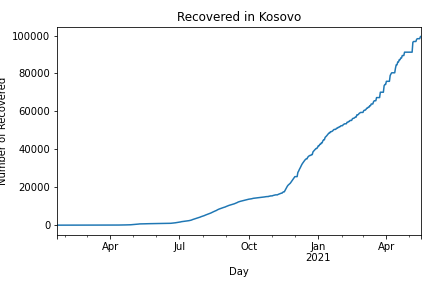 Recovered in Kosovo
100000
80000
60000
40000
20000
0
Number of Recovered
Apr
Jul
Oct
Jan
2021
Apr
Day